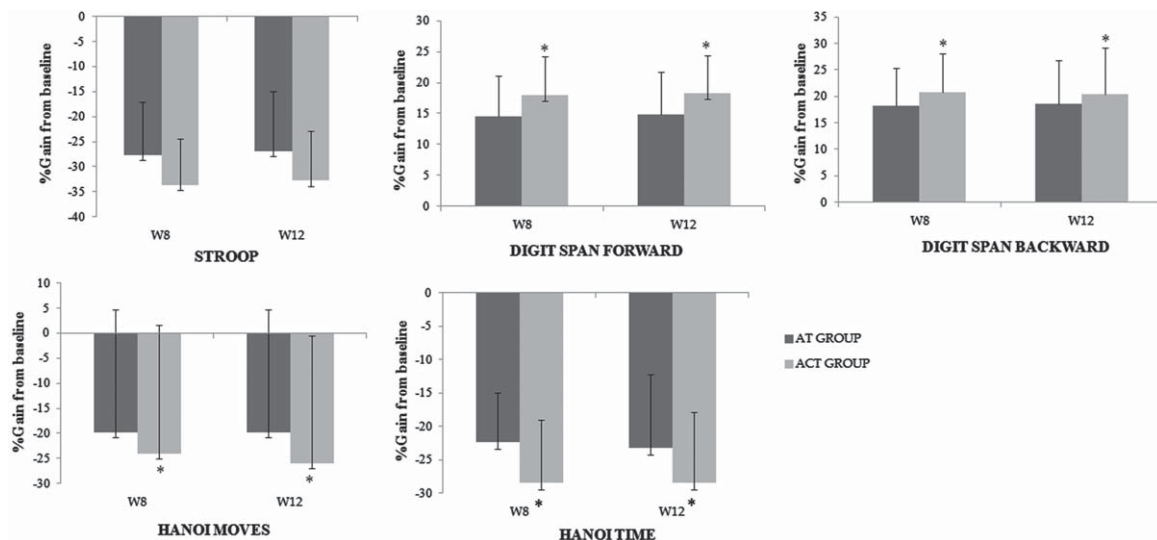 %Gain from baseline
0
-5
-10
-15
-20
-25
-30
-35
-40
W8 W12
STROOP
%Gain from baseline
30
25
20
15
10
5
0
* *
W8 W12
DIGIT SPAN FORWARD
%Gain from baseline
35
30
25
20
15
10
5
0
* *
W8 W12
DIGIT SPAN BACKWARD
%Gain from baseline
10
5
0
-5
-10
-15
-20
-25
-30
* *
W8 W12
HANOI MOVES
%Gain from baseline
0
-5
-10
-15
-20
-25
-30
W8 * W12 *
HANOI TIME
AT GROUP
ACT GROUP